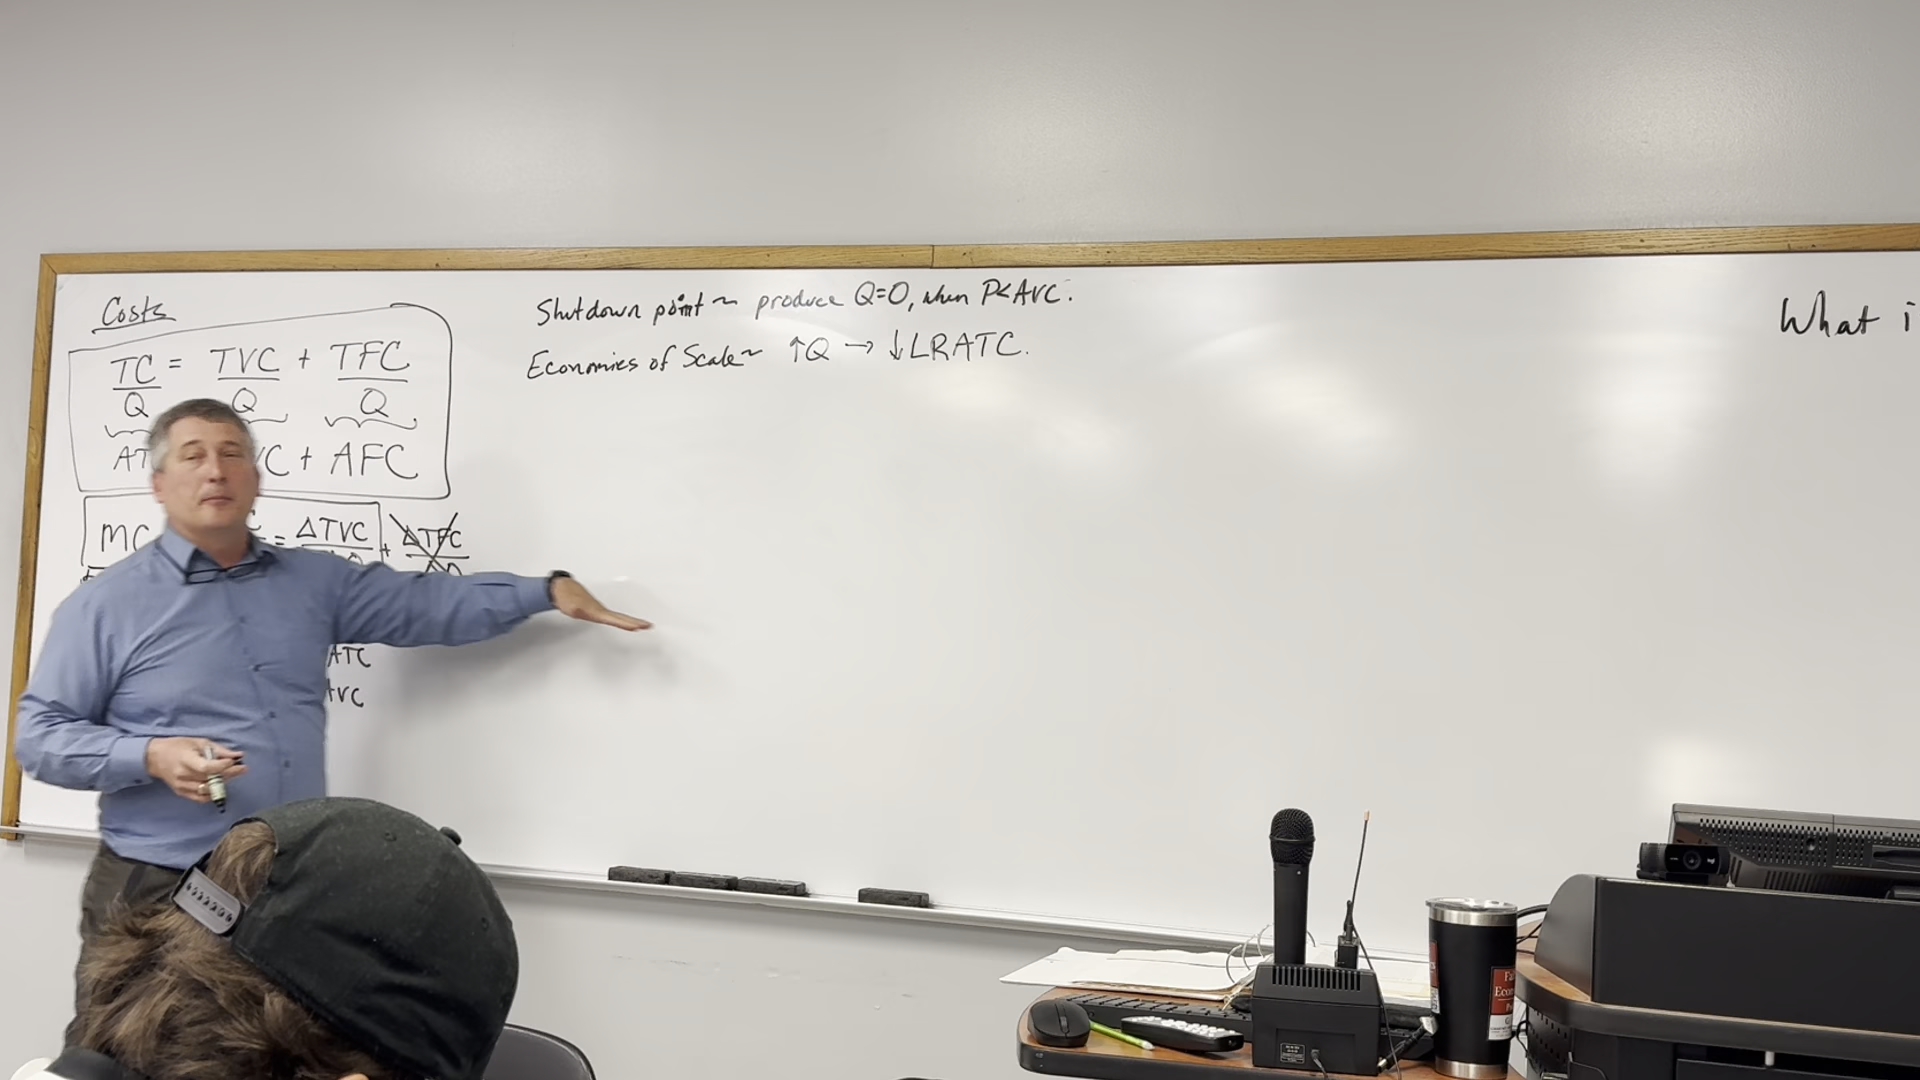 Costs
TC = TVC + TFC
Q Q Q
AT VC + AFC
MC C = ΔTVC + ΔTFC
ATC
AVC
Shutdown point ~ produce Q=0, when P<AVC.
Economies of Scale ~ ↑Q → ↓LRATC.
What i